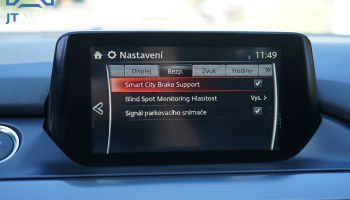 JT
Nastavení
11:49
Displej
Bezp.
Zvuk
Hodiny
Smart City Brake Support
Blind Spot Monitoring Hlasitost
Vys.
Signál parkovacího snímače